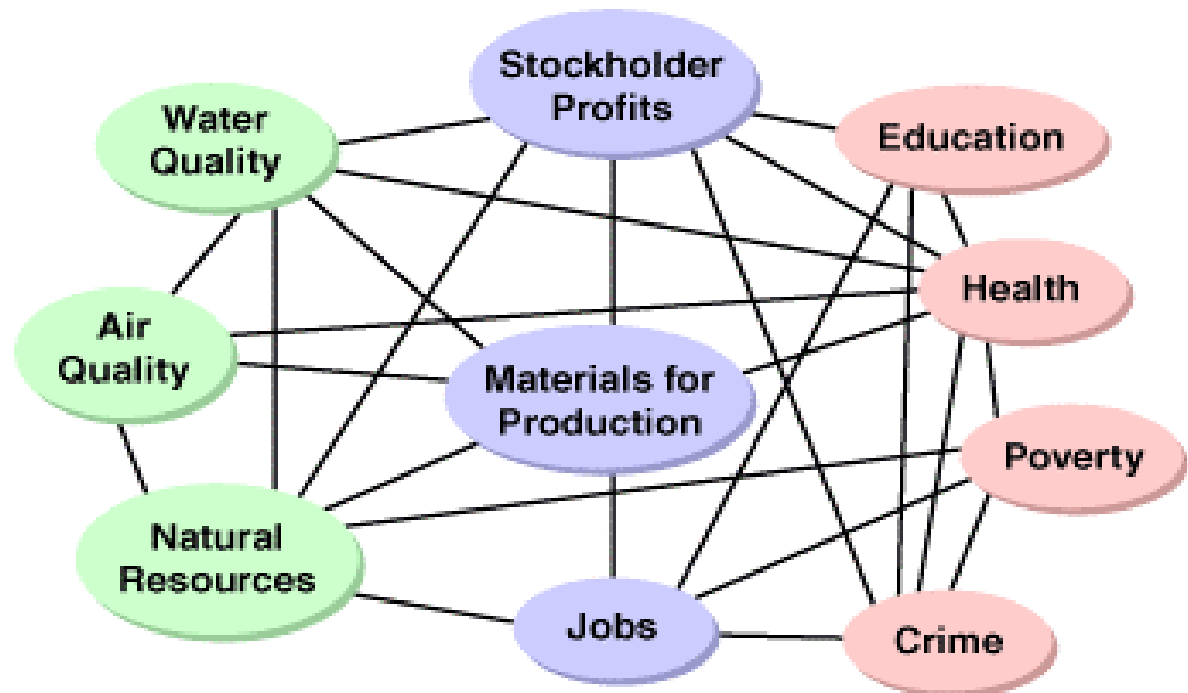 Stockholder
Profits
Water
Quality
Education
Health
Air
Quality
Materials for
Production
Poverty
Natural
Resources
Jobs
Crime